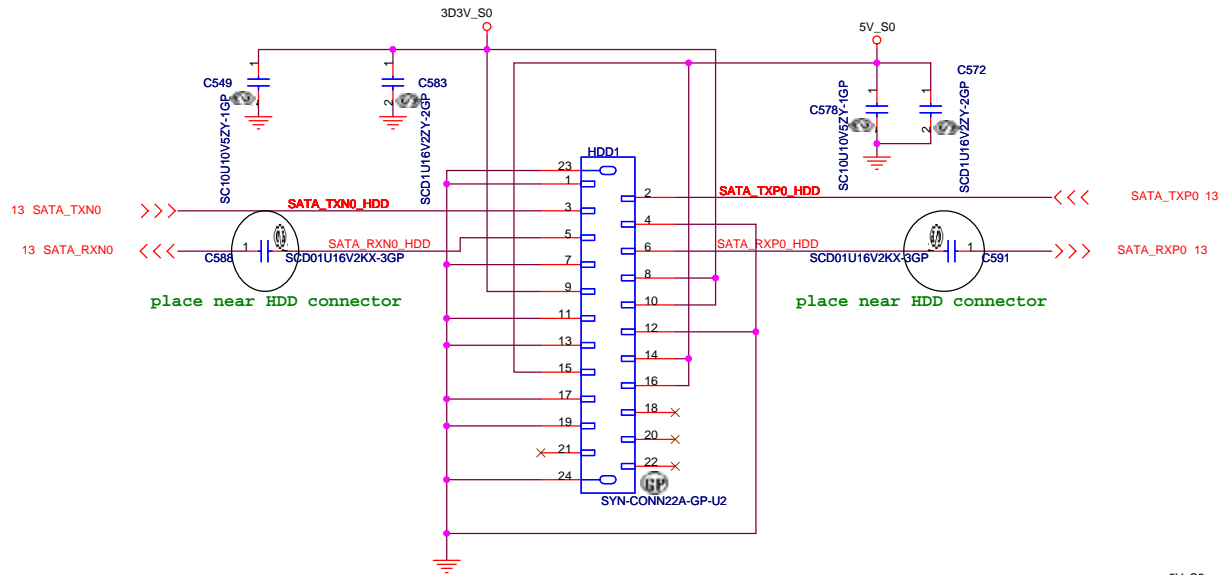 3D3V_S0
5V_S0
C549
1
2
SC10U10V5ZY-1GP
1
C583
2
SCD1U16V2ZY-2GP
C578
1
2
SC10U10V5ZY-1GP
1
C572
2
SCD1U16V2ZY-2GP
HDD1
23
1
2
SATA_TXP0_HDD
SATA_TXP0 13
13 SATA_TXN0
SATA_TXN0_HDD
3
4
13 SATA_RXN0
1
C588
SATA_RXN0_HDD
SCD01U16V2KX-3GP
5
6
SATA_RXP0_HDD
SCD01U16V2KX-3GP
1
C591
SATA_RXP0 13
place near HDD connector
place near HDD connector
7
8
9
10
11
12
13
14
15
16
17
18
19
20
21
22
24
GP
SYN-CONN22A-GP-U2